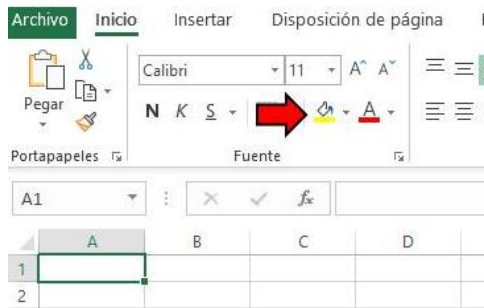 Archivo Inicio Insertar Disposición de página
Calibri 11 A A
Pegar
N K S A
Portapapeles Fuente
A1 fx
A B C D
1
2